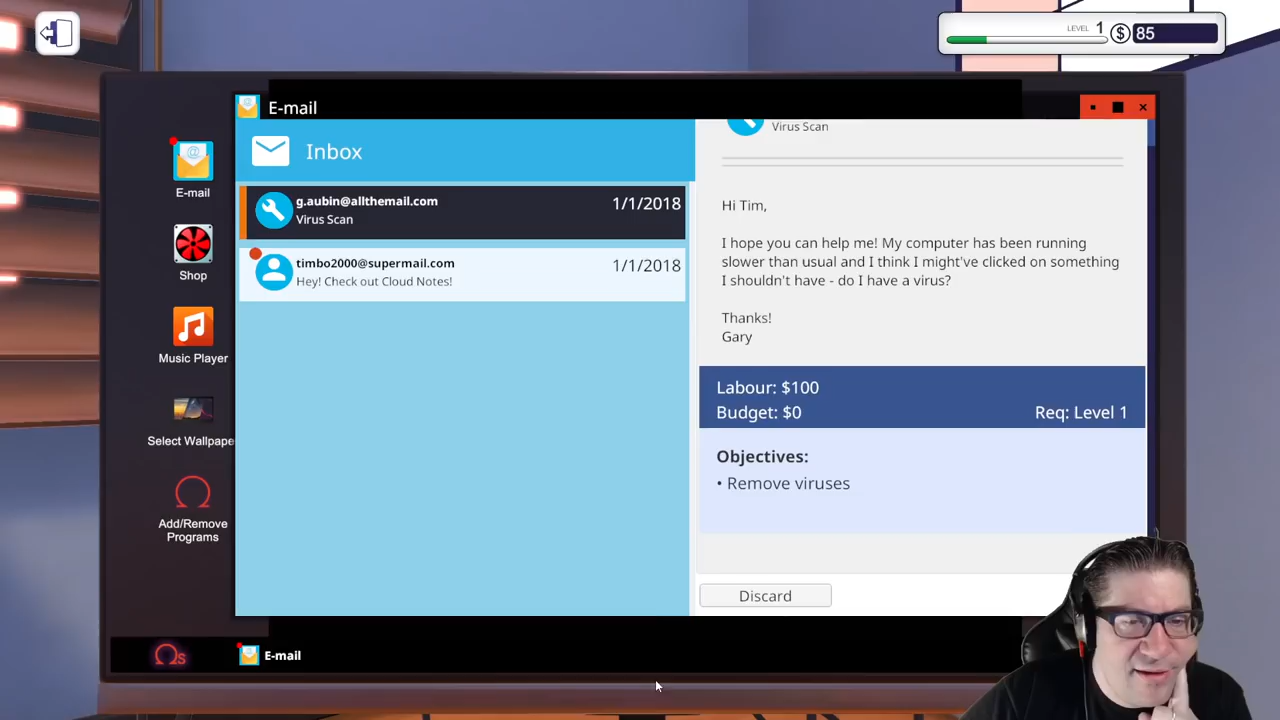 LEVEL 1 $ 85
E-mail
Inbox
g.aubin@allthemail.com 1/1/2018
Virus Scan
timbo2000@supermail.com 1/1/2018
Hey! Check out Cloud Notes!
Virus Scan
Hi Tim,
I hope you can help me! My computer has been running
slower than usual and I think I might've clicked on something
I shouldn't have - do I have a virus?
Thanks!
Gary
Labour: $100
Budget: $0 Req: Level 1
Objectives:
• Remove viruses
Discard
E-mail
Shop
Music Player
Select Wallpape
Add/Remove
Programs
Ωs E-mail